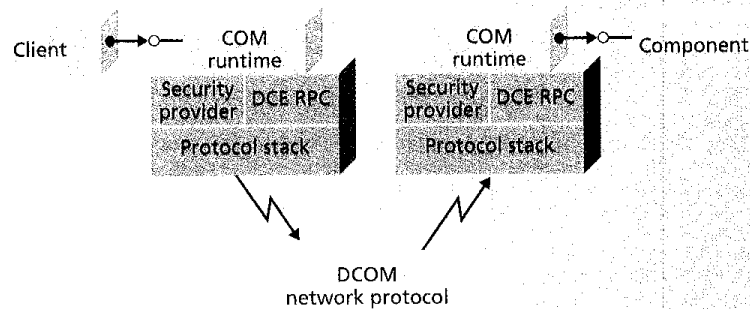 Client
COM
runtime
Security
provider
DCE RPC
Protocol stack
COM
runtime
Component
Security
provider
DCE RPC
Protocol stack
DCOM
network protocol